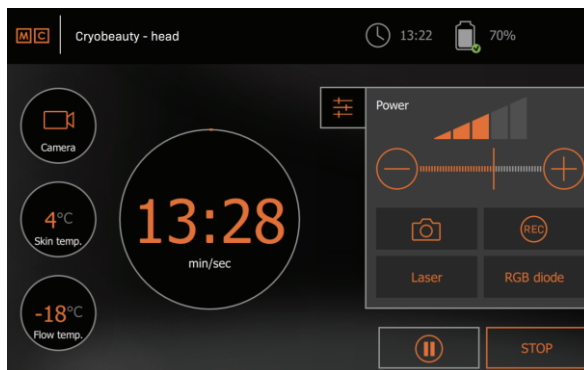 MC
Cryobeauty - head
13:22
70%
Camera
4°C
Skin temp.
-18°C
Flow temp.
13:28
min/sec
Power
REC
Laser
RGB diode
STOP